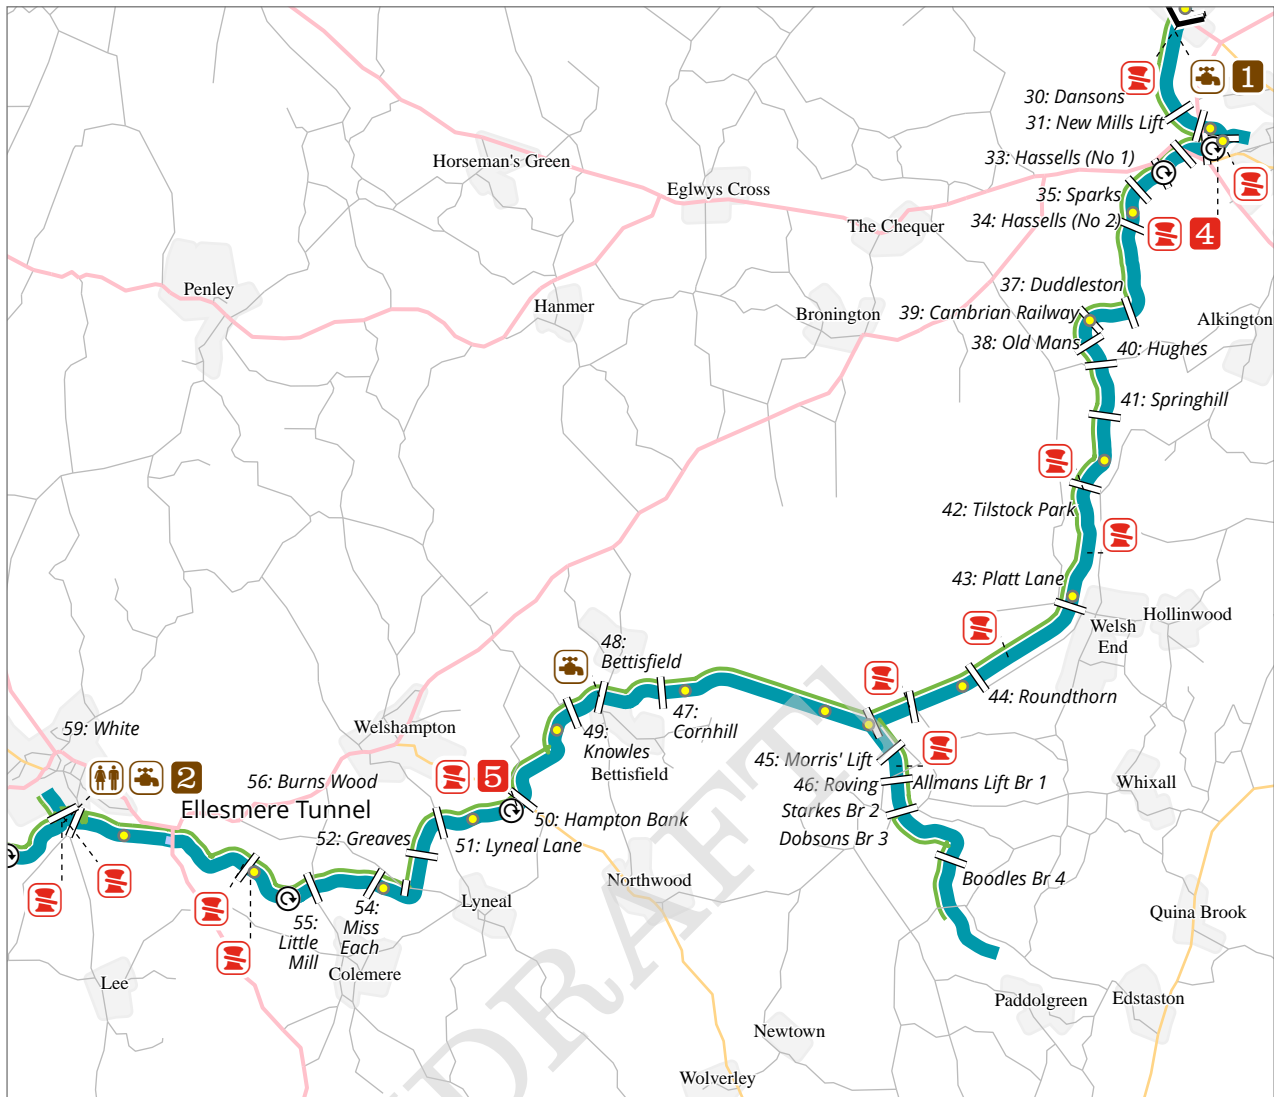 1
30: Dansons
31: New Mills Lift
33: Hassells (No 1)
Horseman's Green
Eglwys Cross
35: Sparks
34: Hassells (No 2)
4
The Chequer
37: Duddleston
Penley
Hanmer
Bronington
39: Cambrian Railway
Alkington
38: Old Mans
40: Hughes
41: Springhill
42: Tilstock Park
43: Platt Lane
Hollinwood
Welsh
End
48:
Bettisfield
44: Roundthorn
59: White
Welshampton
47:
Cornhill
49:
Knowles
Bettisfield
45: Morris' Lift
46: Roving
Allmans Lift Br 1
Whixall
2
56: Burns Wood
5
Ellesmere Tunnel
Starkes Br 2
50: Hampton Bank
52: Greaves
51: Lyneal Lane
Dobsons Br 3
Northwood
Boodles Br 4
Lyneal
54:
Miss
Each
55:
Little
Mill
Quina Brook
Colemere
Lee
Paddolgreen
Edstaston
Newtown
Wolverley
DRAFT